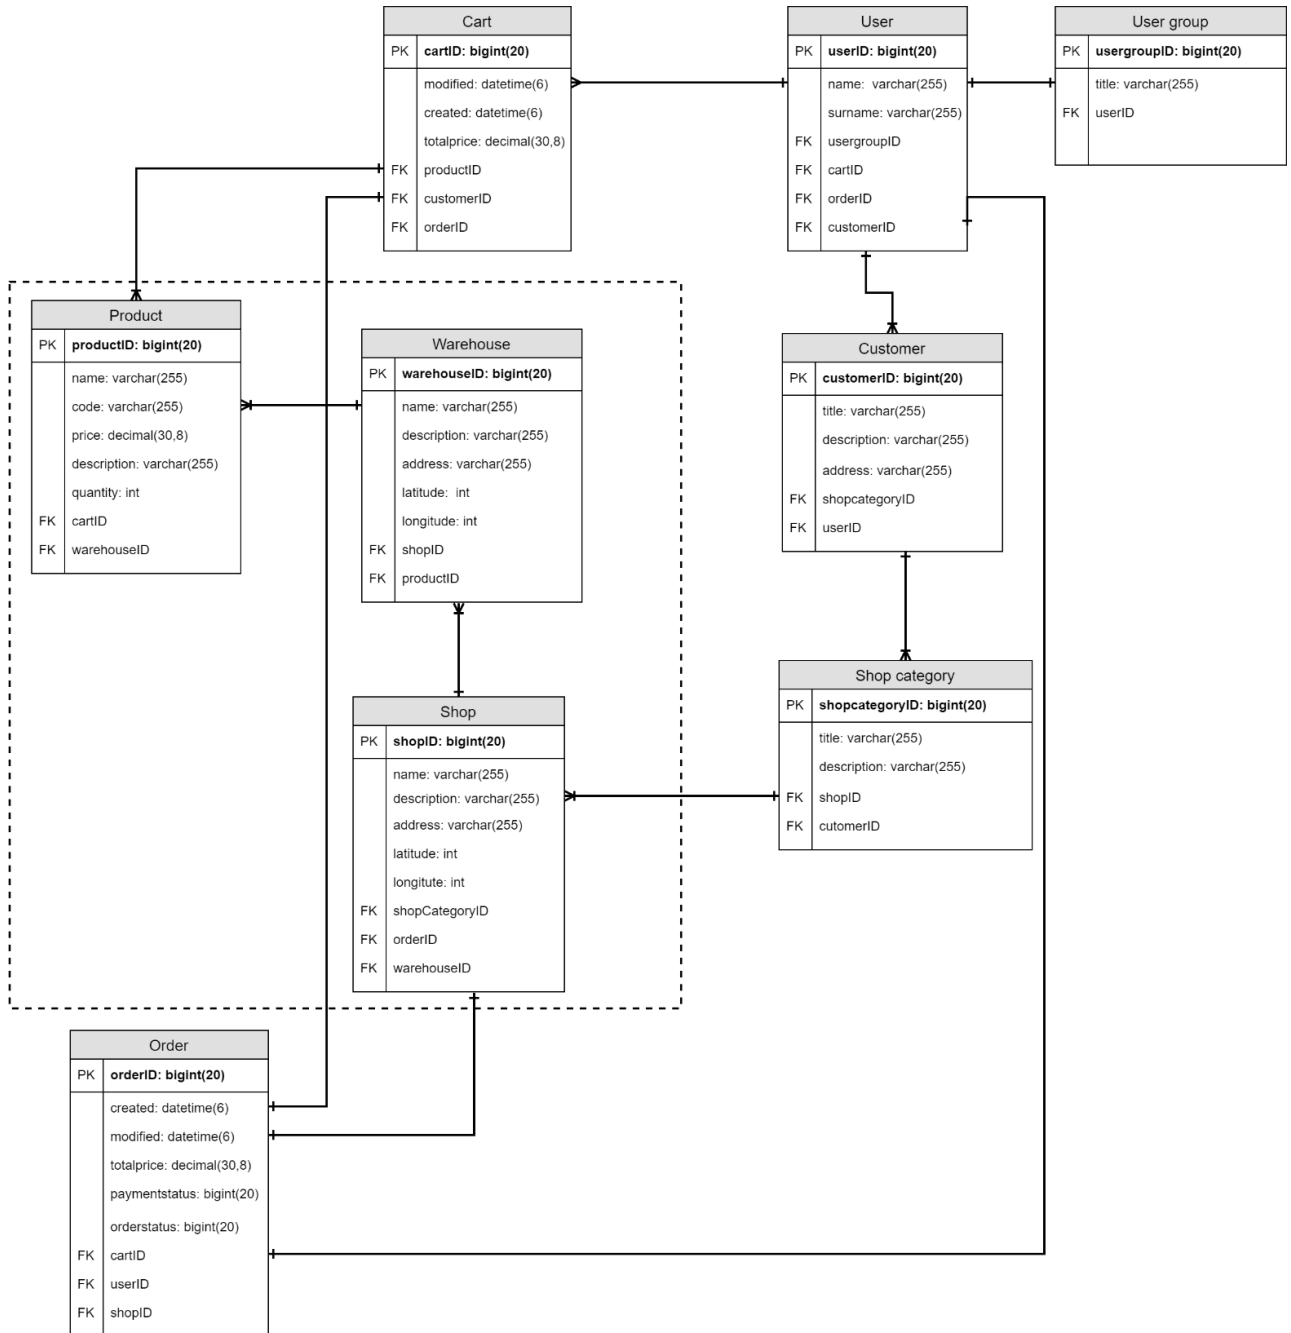 Cart
PK cartID: bigint(20)
modified: datetime(6)
created: datetime(6)
totalprice: decimal(30,8)
FK productID
FK customerID
FK orderID
User
PK userID: bigint(20)
name: varchar(255)
surname: varchar(255)
FK usergroupID
FK cartID
FK orderID
FK customerID
User group
PK usergroupID: bigint(20)
title: varchar(255)
FK userID
Product
PK productID: bigint(20)
name: varchar(255)
code: varchar(255)
price: decimal(30,8)
description: varchar(255)
quantity: int
FK cartID
FK warehouseID
Warehouse
PK warehouseID: bigint(20)
name: varchar(255)
description: varchar(255)
address: varchar(255)
latitude: int
longitude: int
FK shopID
FK productID
Customer
PK customerID: bigint(20)
title: varchar(255)
description: varchar(255)
address: varchar(255)
FK shopcategoryID
FK userID
Shop category
PK shopcategoryID: bigint(20)
title: varchar(255)
description: varchar(255)
FK shopID
FK cutomerID
Shop
PK shopID: bigint(20)
name: varchar(255)
description: varchar(255)
address: varchar(255)
latitude: int
longitute: int
FK shopCategoryID
FK orderID
FK warehouseID
Order
PK orderID: bigint(20)
created: datetime(6)
modified: datetime(6)
totalprice: decimal(30,8)
paymentstatus: bigint(20)
orderstatus: bigint(20)
FK cartID
FK userID
FK shopID